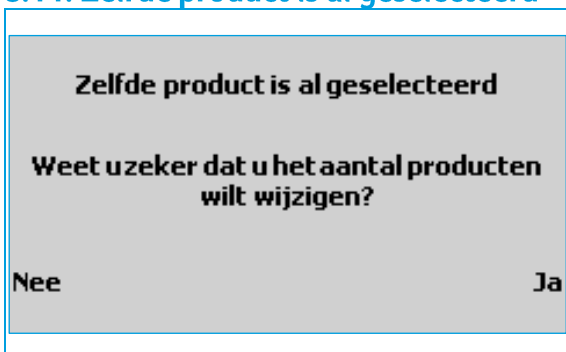 Zelfde product is al geselecteerd
Weet u zeker dat u het aantal producten
wilt wijzigen?
Nee
Ja